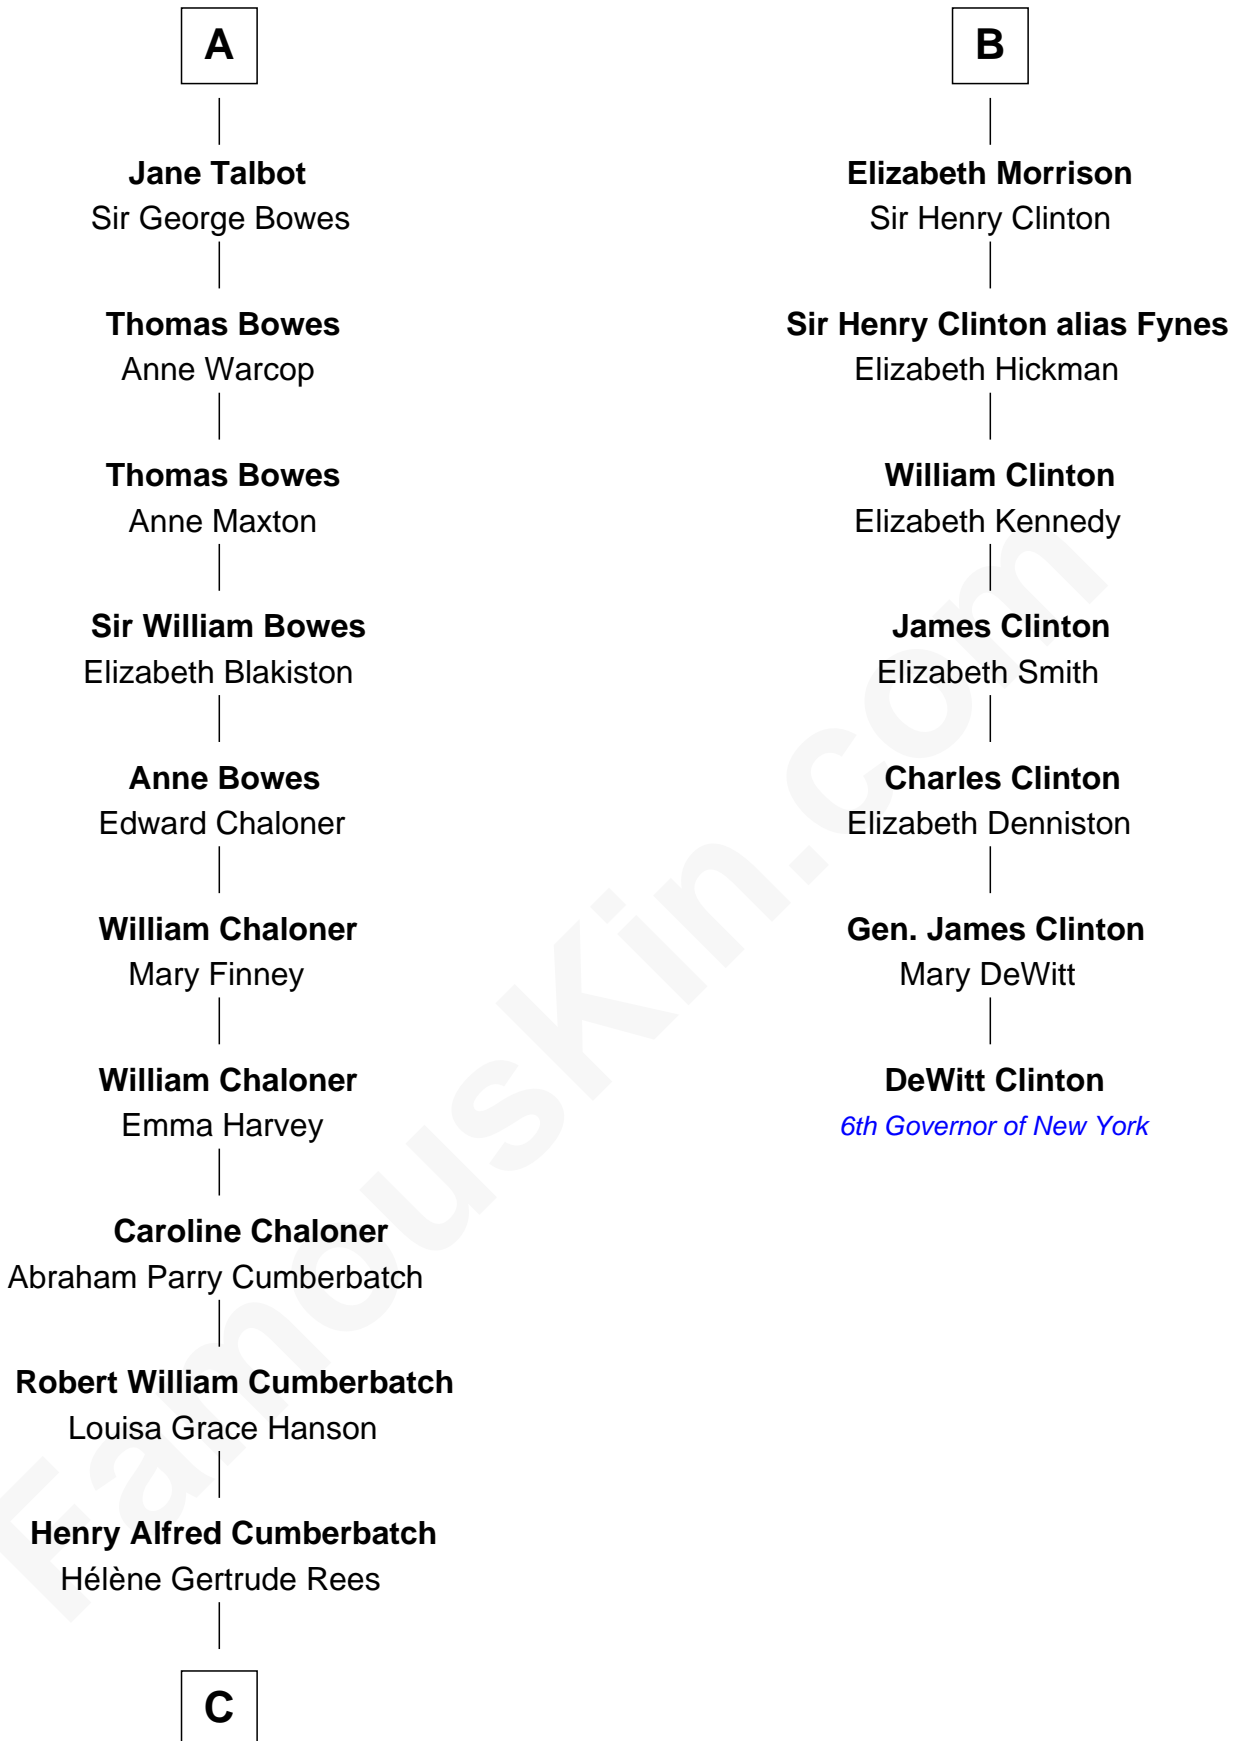 A
Jane Talbot
Sir George Bowes
Thomas Bowes
Anne Warcop
Thomas Bowes
Anne Maxton
Sir William Bowes
Elizabeth Blakiston
Anne Bowes
Edward Chaloner
William Chaloner
Mary Finney
William Chaloner
Emma Harvey
Caroline Chaloner
Abraham Parry Cumberbatch
Robert William Cumberbatch
Louisa Grace Hanson
Henry Alfred Cumberbatch
Hélène Gertrude Rees
C
B
Elizabeth Morrison
Sir Henry Clinton
Sir Henry Clinton alias Fynes
Elizabeth Hickman
William Clinton
Elizabeth Kennedy
James Clinton
Elizabeth Smith
Charles Clinton
Elizabeth Denniston
Gen. James Clinton
Mary DeWitt
DeWitt Clinton
6th Governor of New York
FamousKin.com